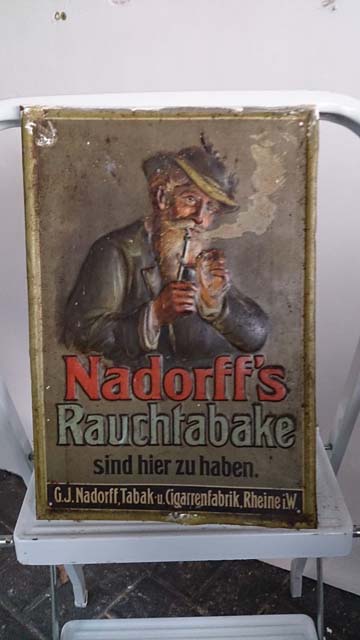 Nadorff's
Rauchtabake
sind hier zu haben.
G.J. Nadorff, Tabak- u. Cigarrenfabrik, Rheine i.W.